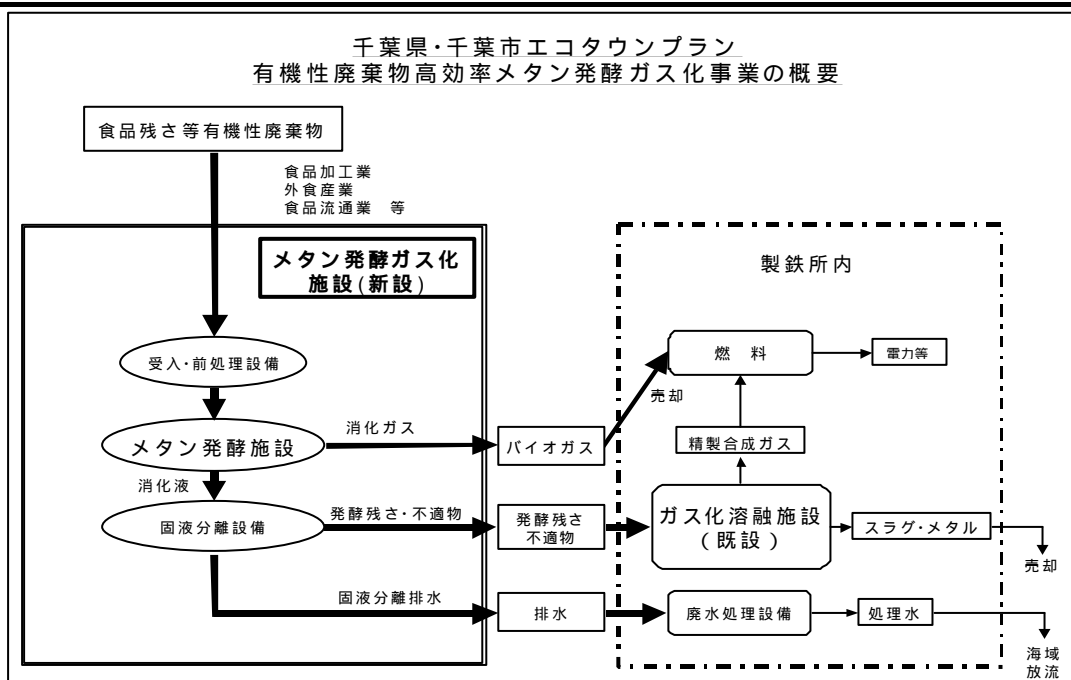 千葉県・千葉市エコタウンプラン
有機性廃棄物高効率メタン発酵ガス化事業の概要
食品残さ等有機性廃棄物
食品加工業
外食産業
食品流通業 等
メタン発酵ガス化
施設(新設)
製鉄所内
受入・前処理設備
燃 料
電力等
売却
メタン発酵施設
消化ガス
バイオガス
精製合成ガス
消化液
固液分離設備
発酵残さ・不適物
発酵残さ
不適物
ガス化溶融施設
(既設)
スラグ・メタル
売却
固液分離排水
排水
廃水処理設備
処理水
海域
放流